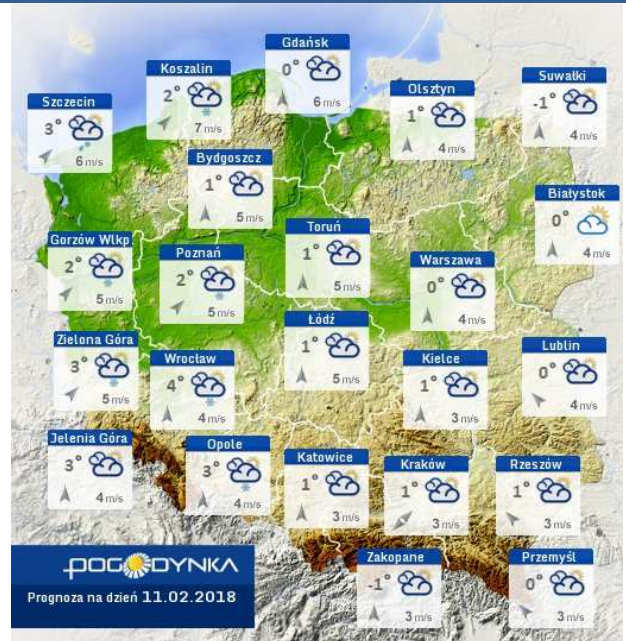 Gdańsk
0°
6 m/s
Koszalin
2°
7 m/s
Suwałki
-1°
4 m/s
Olsztyn
1°
4 m/s
Szczecin
3°
6 m/s
Bydgoszcz
1°
5 m/s
Białystok
0°
4 m/s
Toruń
1°
5 m/s
Gorzów Wlkp
2°
5 m/s
Poznań
2°
5 m/s
Warszawa
0°
4 m/s
Łódź
1°
5 m/s
Zielona Góra
3°
5 m/s
Lublin
0°
4 m/s
Wrocław
4°
4 m/s
Kielce
1°
3 m/s
Jelenia Góra
3°
4 m/s
Opole
3°
4 m/s
Katowice
1°
3 m/s
Kraków
1°
3 m/s
Rzeszów
1°
3 m/s
Zakopane
-1°
3 m/s
Przemyśl
0°
3 m/s
POGODYNKA
Prognoza na dzień 11.02.2018